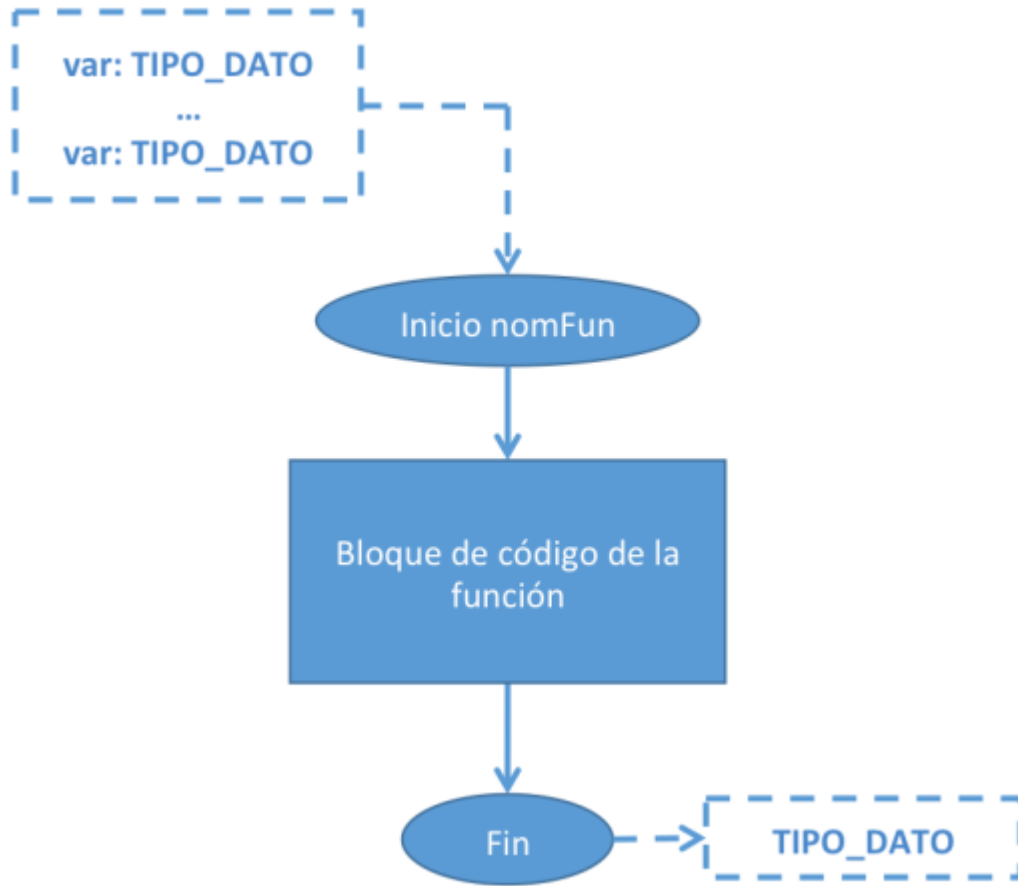 var: TIPO_DATO
...
var: TIPO_DATO
Inicio nomFun
Bloque de código de la
función
Fin
TIPO_DATO